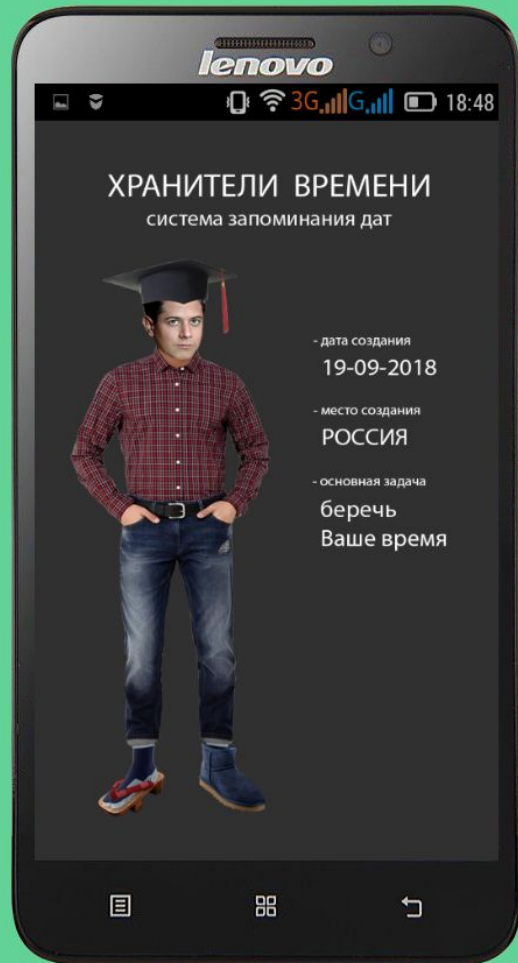 lenovo
3G G 18:48
ХРАНИТЕЛИ ВРЕМЕНИ
система запоминания дат
- дата создания
19-09-2018
- место создания
РОССИЯ
- основная задача
беречь
Ваше время